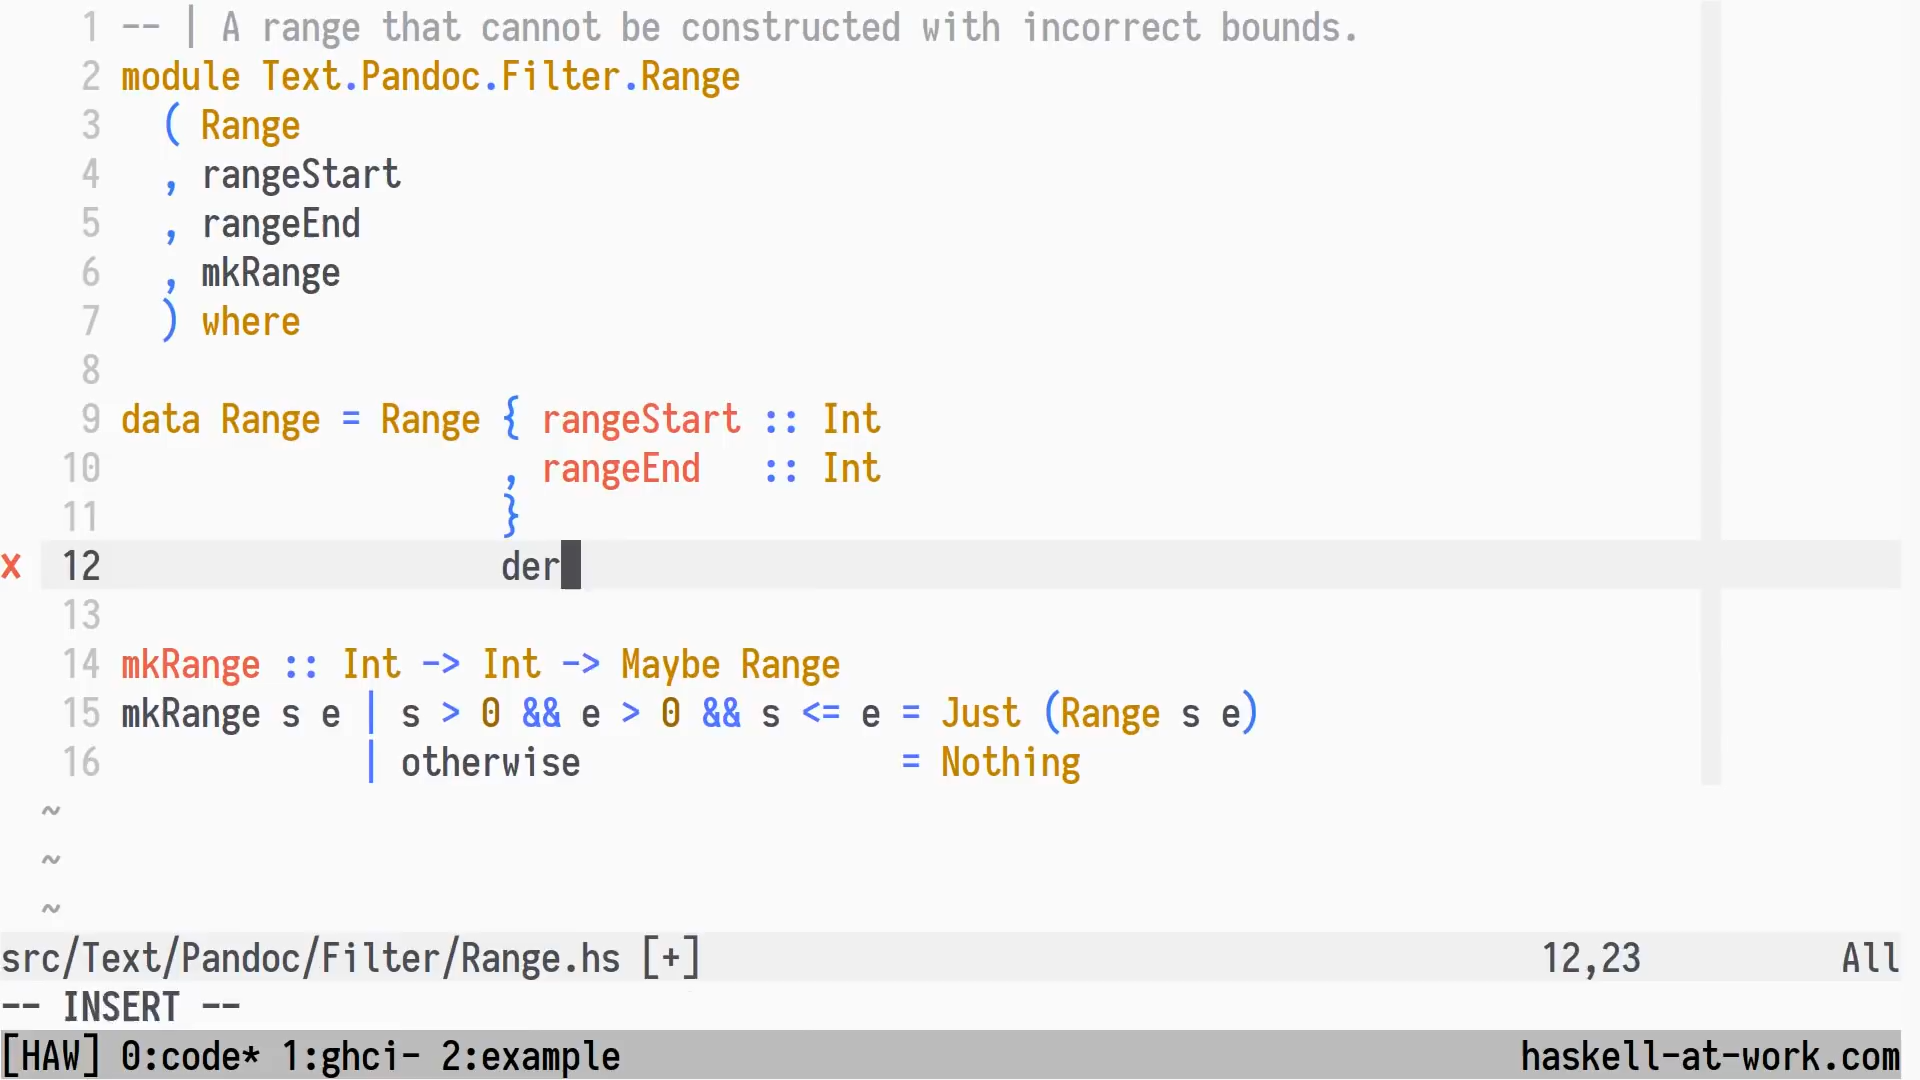 1 -- | A range that cannot be constructed with incorrect bounds.
2 module Text.Pandoc.Filter.Range
3   ( Range
4   , rangeStart
5   , rangeEnd
6   , mkRange
7   ) where
8
9 data Range = Range { rangeStart :: Int
10                    , rangeEnd   :: Int
11                    }
x 12                    der
13
14 mkRange :: Int -> Int -> Maybe Range
15 mkRange s e | s > 0 && e > 0 && s <= e = Just (Range s e)
16             | otherwise                = Nothing
~
~
~
src/Text/Pandoc/Filter/Range.hs [+] 12,23 All
-- INSERT --
[HAW] 0:code* 1:ghci- 2:example haskell-at-work.com